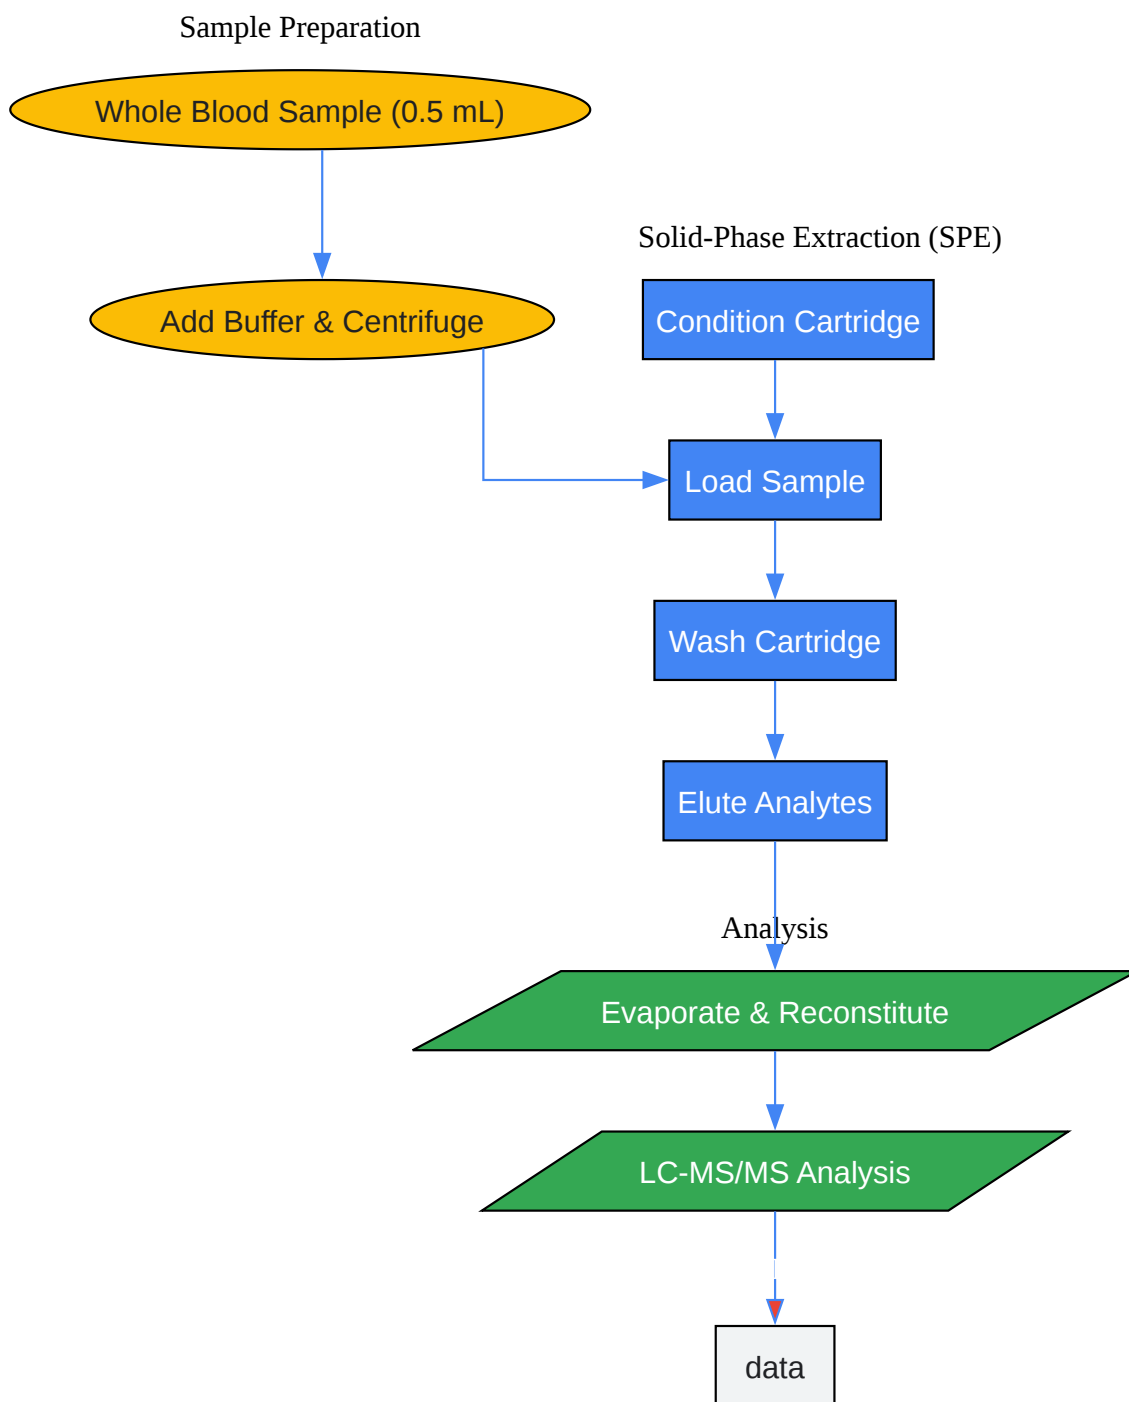 Sample Preparation
Whole Blood Sample (0.5 mL)
Add Buffer & Centrifuge
Solid-Phase Extraction (SPE)
Condition Cartridge
Load Sample
Wash Cartridge
Elute Analytes
Analysis
Evaporate & Reconstitute
LC-MS/MS Analysis
data